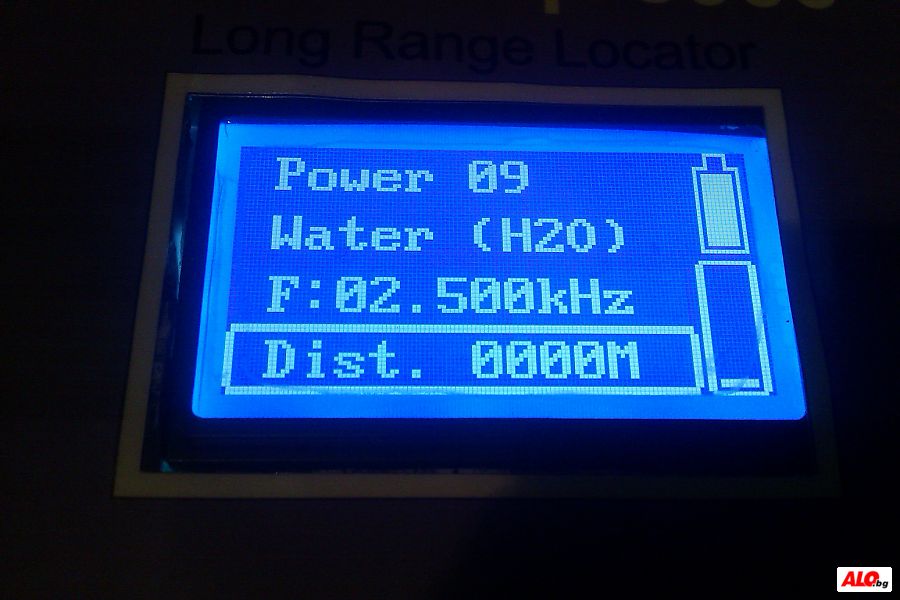 Long Range Locator
Power 09
Water (H2O)
F:02.500kHz
Dist. 0000M
ALO.bg